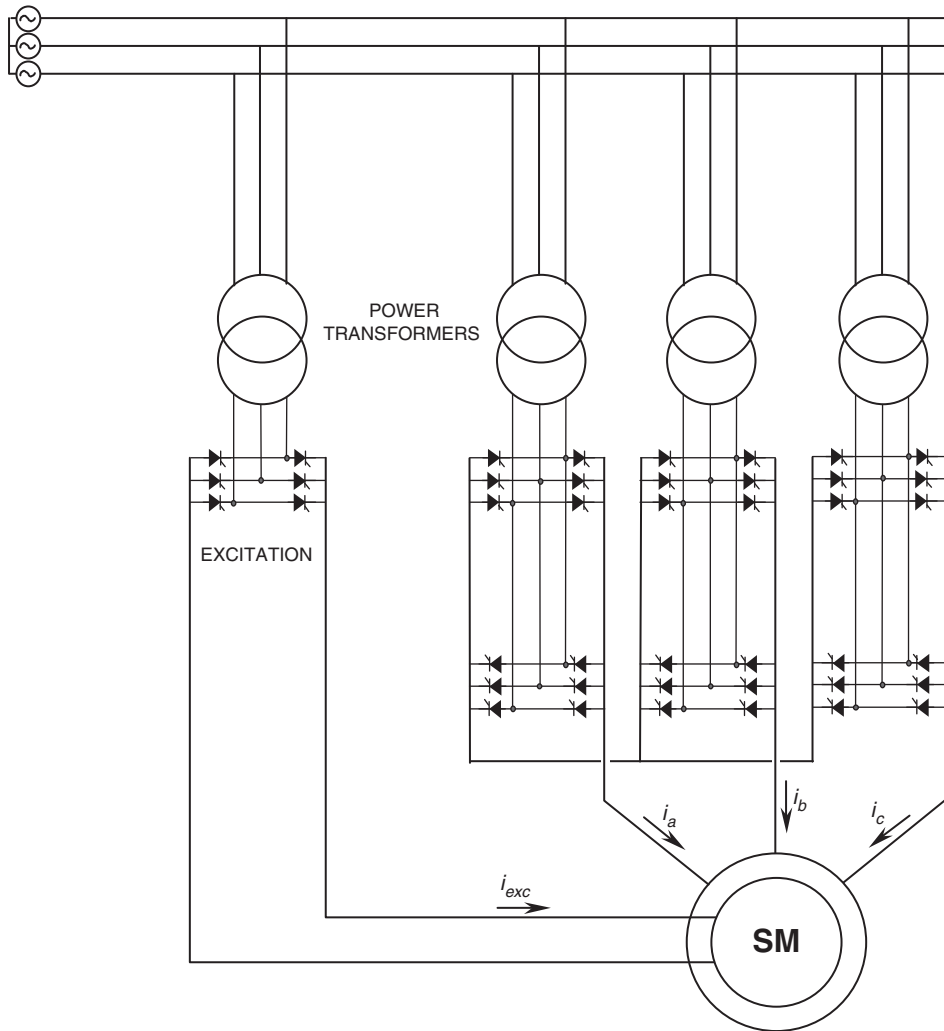 POWER
TRANSFORMERS
EXCITATION
i_a
i_b
i_c
i_exc
SM